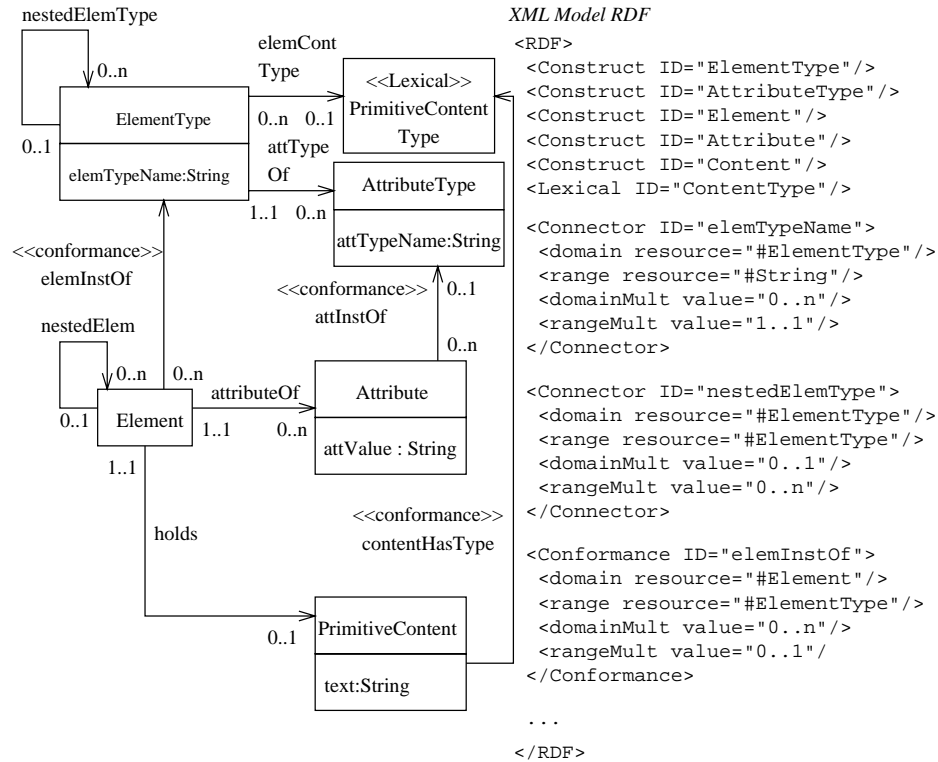 nestedElemType
0..n
0..1
ElementType
elemTypeName:String
elemCont
Type
0..n 0..1
<<Lexical>>
PrimitiveContent
Type
attType
Of
1..1 0..n
AttributeType
attTypeName:String
<<conformance>>
elemInstOf
<<conformance>>
attInstOf
0..1
0..n
nestedElem
0..n
0..n
0..1
Element
1..1
attributeOf
1..1
0..n
Attribute
attValue : String
holds
<<conformance>>
contentHasType
0..1
PrimitiveContent
text:String
XML Model RDF
<RDF>
<Construct ID="ElementType"/>
<Construct ID="AttributeType"/>
<Construct ID="Element"/>
<Construct ID="Attribute"/>
<Construct ID="Content"/>
<Lexical ID="ContentType"/>
<Connector ID="elemTypeName">
<domain resource="#ElementType"/>
<range resource="#String"/>
<domainMult value="0..n"/>
<rangeMult value="1..1"/>
</Connector>
<Connector ID="nestedElemType">
<domain resource="#ElementType"/>
<range resource="#ElementType"/>
<domainMult value="0..1"/>
<rangeMult value="0..n"/>
</Connector>
<Conformance ID="elemInstOf">
<domain resource="#Element"/>
<range resource="#ElementType"/>
<domainMult value="0..n"/>
<rangeMult value="0..1"/
</Conformance>
...
</RDF>